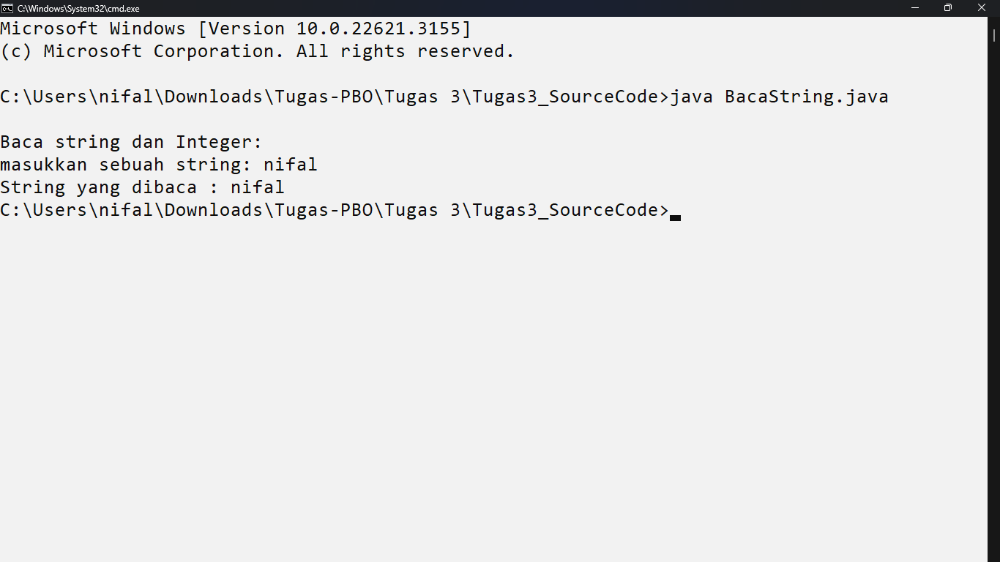 C:\Windows\System32\cmd.exe
Microsoft Windows [Version 10.0.22621.3155]
(c) Microsoft Corporation. All rights reserved.
C:\Users\nifal\Downloads\Tugas-PBO\Tugas 3\Tugas3_SourceCode>java BacaString.java
Baca string dan Integer:
masukkan sebuah string: nifal
String yang dibaca : nifal
C:\Users\nifal\Downloads\Tugas-PBO\Tugas 3\Tugas3_SourceCode>